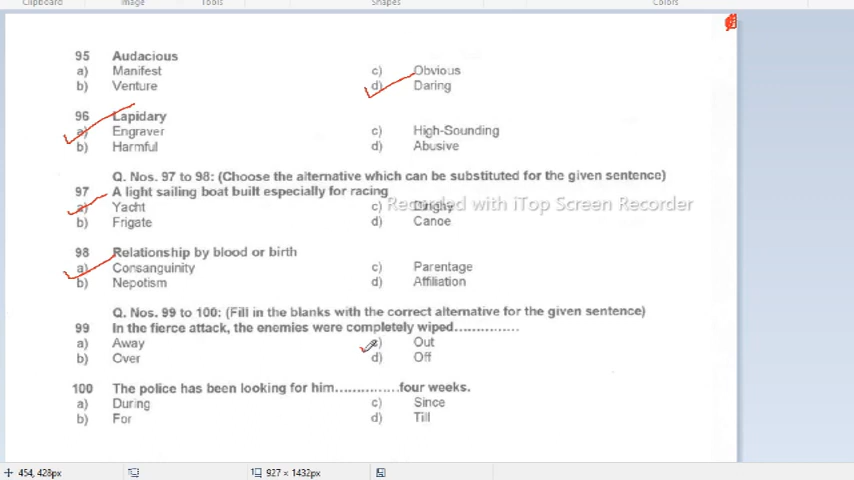 Clipboard Image Tools Shapes Colors
95 Audacious
a) Manifest c) Obvious
b) Venture d) Daring
96 Lapidary
a) Engraver c) High-Sounding
b) Harmful d) Abusive
Q. Nos. 97 to 98: (Choose the alternative which can be substituted for the given sentence)
97 A light sailing boat built especially for racing
a) Yacht c) Dinghy
Recorded with iTop Screen Recorder
b) Frigate d) Canoe
98 Relationship by blood or birth
a) Consanguinity c) Parentage
b) Nepotism d) Affiliation
Q. Nos. 99 to 100: (Fill in the blanks with the correct alternative for the given sentence)
99 In the fierce attack, the enemies were completely wiped...............
a) Away c) Out
b) Over d) Off
100 The police has been looking for him...............four weeks.
a) During c) Since
b) For d) Till
454, 428px 927 × 1432px